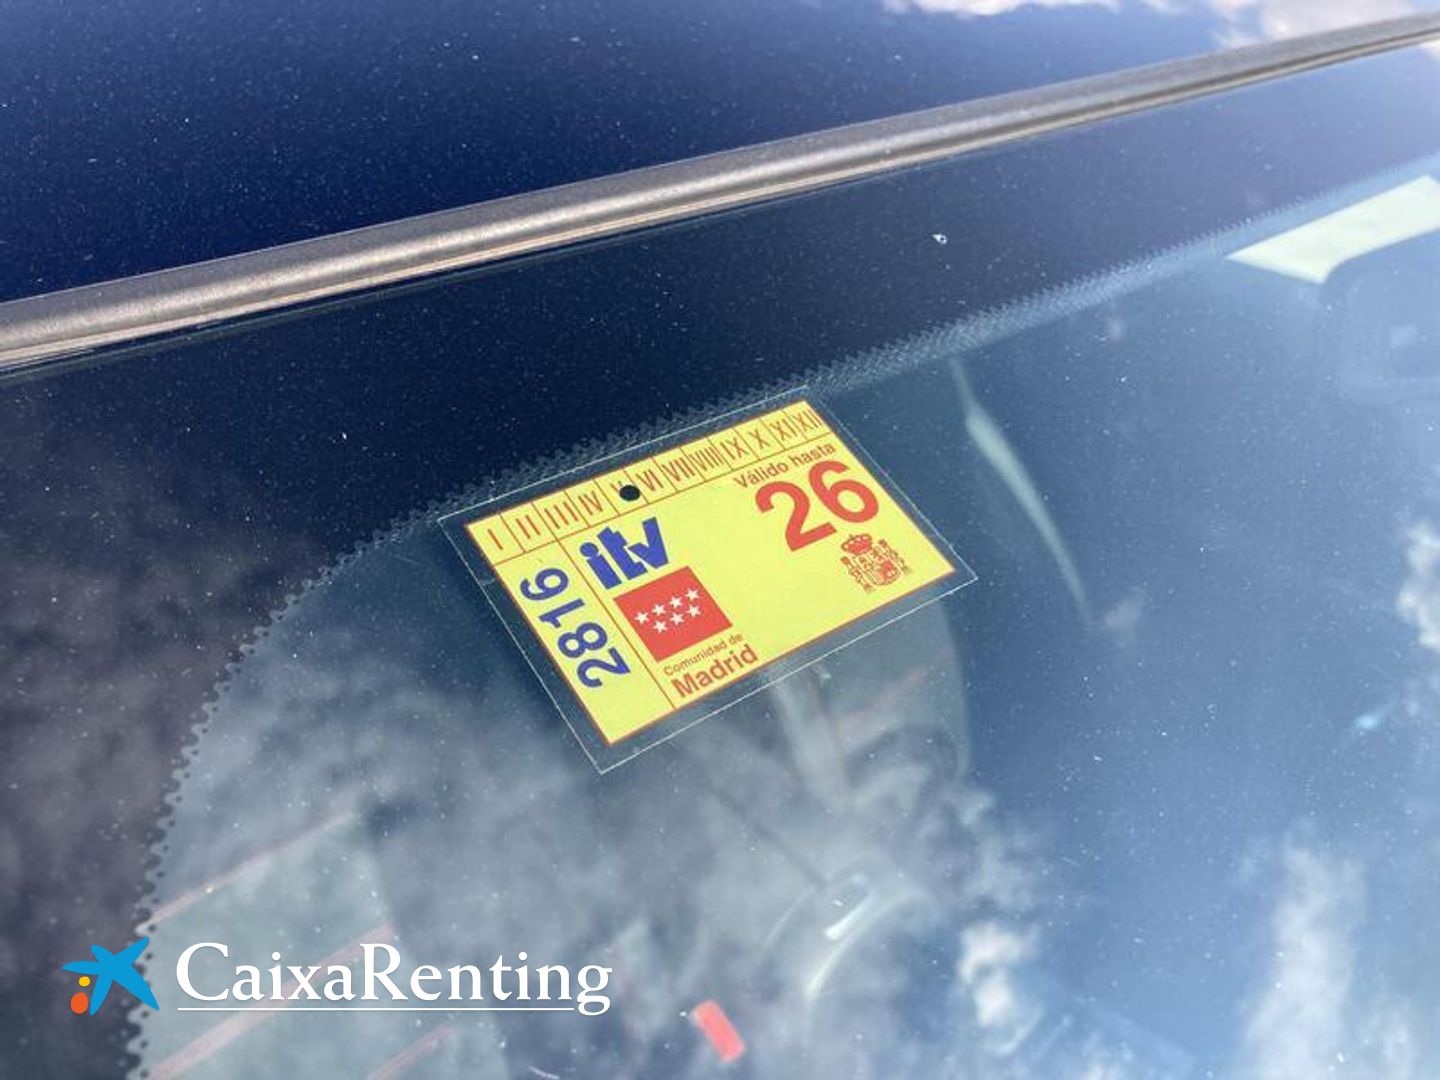 I II III IV V VI VII VIII IX X XI XII
Válido hasta
26
itv
2816
Comunidad de
Madrid
CaixaRenting